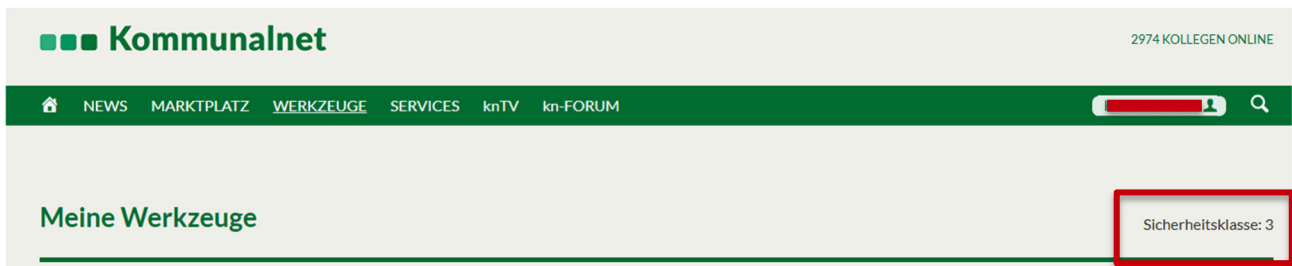 Kommunalnet
2974 KOLLEGEN ONLINE
NEWS MARKTPLATZ WERKZEUGE SERVICES knTV kn-FORUM
Meine Werkzeuge
Sicherheitsklasse: 3